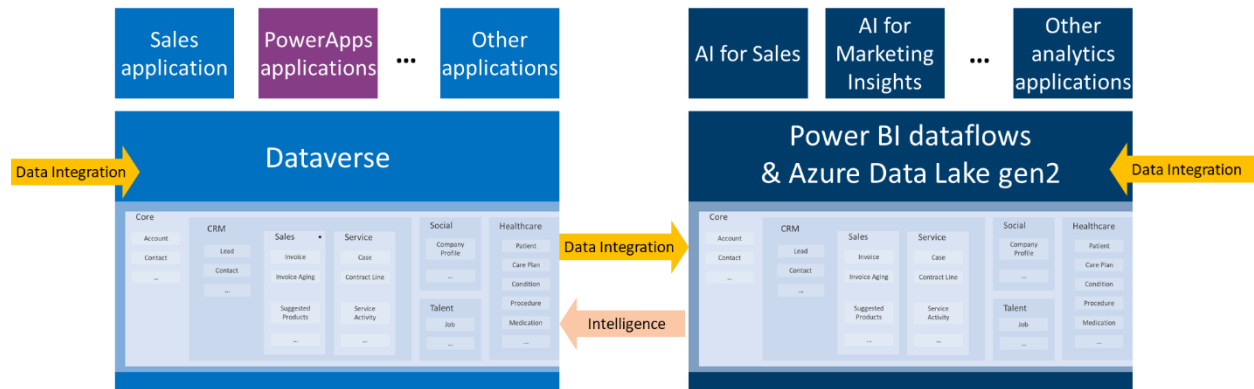 Sales
application
PowerApps
applications
...
Other
applications
AI for Sales
AI for
Marketing
Insights
...
Other
analytics
applications
Data Integration
Dataverse
Power BI dataflows
& Azure Data Lake gen2
Data Integration
Core
Account
Contact
...
CRM
Lead
Contact
...
Sales
Invoice
Invoice Aging
Suggested
Products
...
Service
Case
Contract Line
Service
Activity
...
Social
Company
Profile
...
Talent
Job
...
Healthcare
Patient
Care Plan
Condition
Procedure
Medication
...
Data Integration
Intelligence
Core
Account
Contact
...
CRM
Lead
Contact
...
Sales
Invoice
Invoice Aging
Suggested
Products
...
Service
Case
Contract Line
Service
Activity
...
Social
Company
Profile
...
Talent
Job
...
Healthcare
Patient
Care Plan
Condition
Procedure
Medication
...